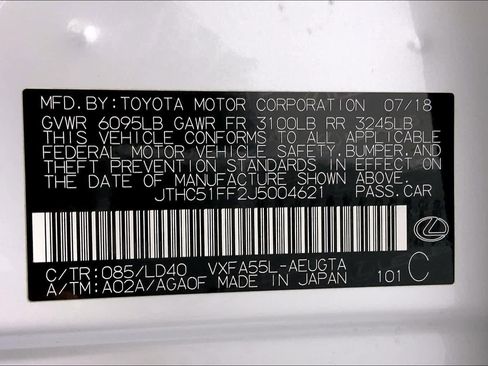 MFD. BY: TOYOTA MOTOR CORPORATION 07/18
GVWR 6095LB GAWR FR 3100LB RR 3245LB
THIS VEHICLE CONFORMS TO ALL APPLICABLE
FEDERAL MOTOR VEHICLE SAFETY, BUMPER, AND
THEFT PREVENTION STANDARDS IN EFFECT ON
THE DATE OF MANUFACTURE SHOWN ABOVE.
JTHC51FF2J5004621 PASS.CAR
C/TR:085/LD40 VXFA55L-AEUGTA
A/TM:A02A/AGA0F MADE IN JAPAN 101 C